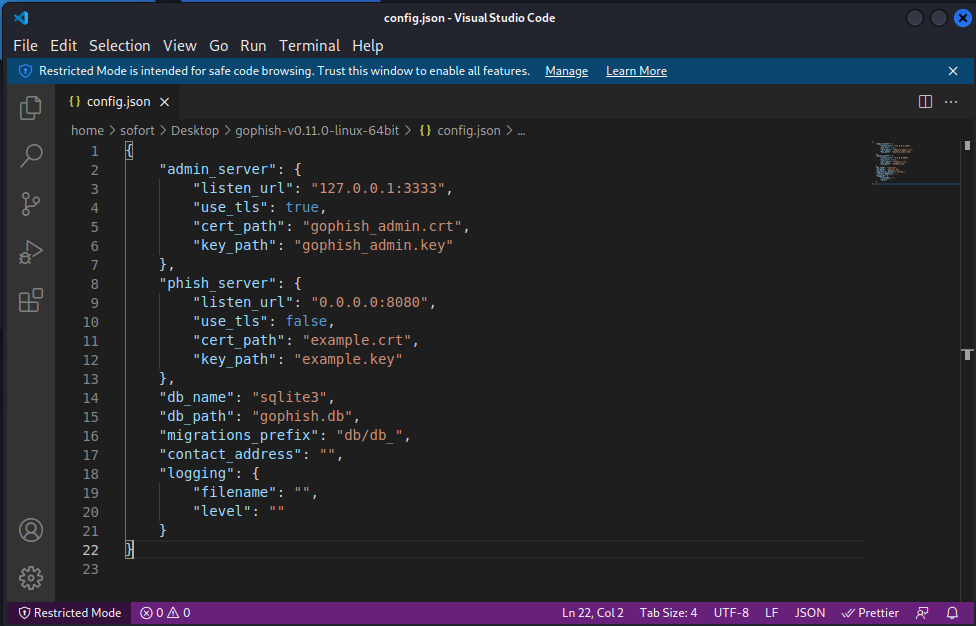 config.json - Visual Studio Code
File Edit Selection View Go Run Terminal Help
Restricted Mode is intended for safe code browsing. Trust this window to enable all features. Manage Learn More
{} config.json
home > sofort > Desktop > gophish-v0.11.0-linux-64bit > {} config.json > ...
1 {
2 "admin_server": {
3 "listen_url": "127.0.0.1:3333",
4 "use_tls": true,
5 "cert_path": "gophish_admin.crt",
6 "key_path": "gophish_admin.key"
7 },
8 "phish_server": {
9 "listen_url": "0.0.0.0:8080",
10 "use_tls": false,
11 "cert_path": "example.crt",
12 "key_path": "example.key"
13 },
14 "db_name": "sqlite3",
15 "db_path": "gophish.db",
16 "migrations_prefix": "db/db_",
17 "contact_address": "",
18 "logging": {
19 "filename": "",
20 "level": ""
21 }
22 }
23
Restricted Mode 0 0 Ln 22, Col 2 Tab Size: 4 UTF-8 LF JSON Prettier